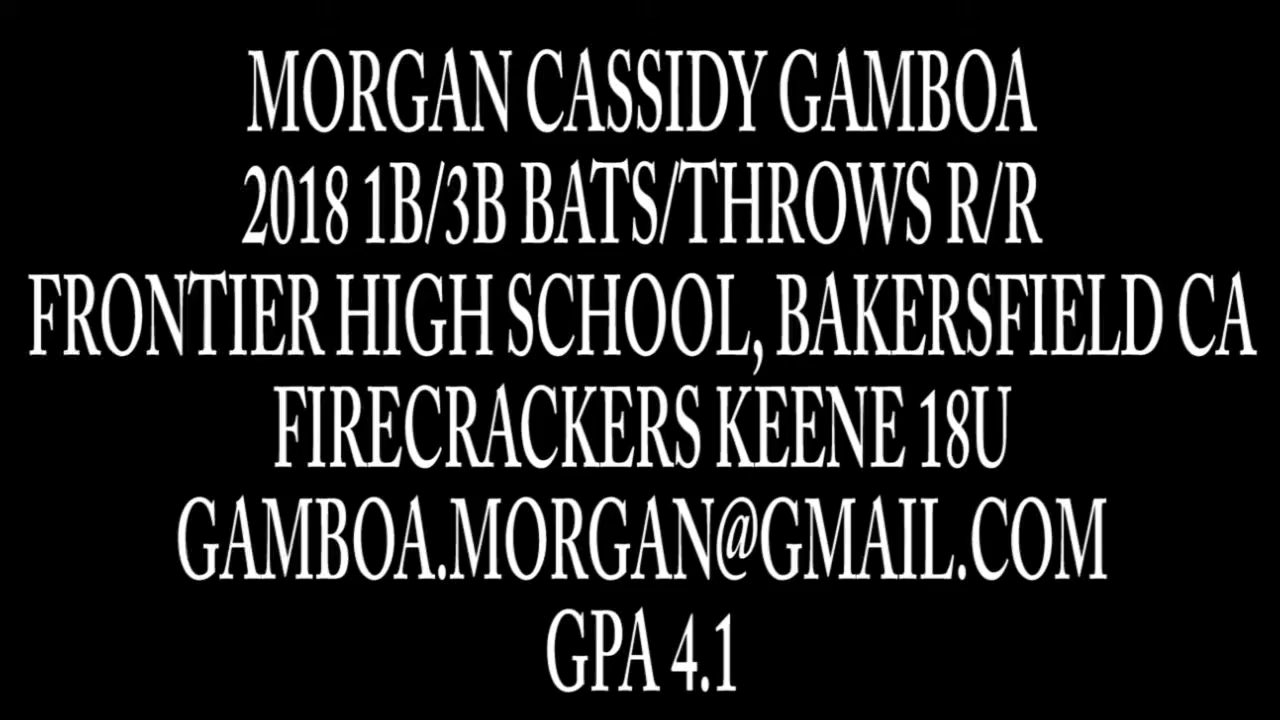 MORGAN CASSIDY GAMBOA
2018 1B/3B BATS/THROWS R/R
FRONTIER HIGH SCHOOL, BAKERSFIELD CA
FIRECRACKERS KEENE 18U
GAMBOA.MORGAN@GMAIL.COM
GPA 4.1